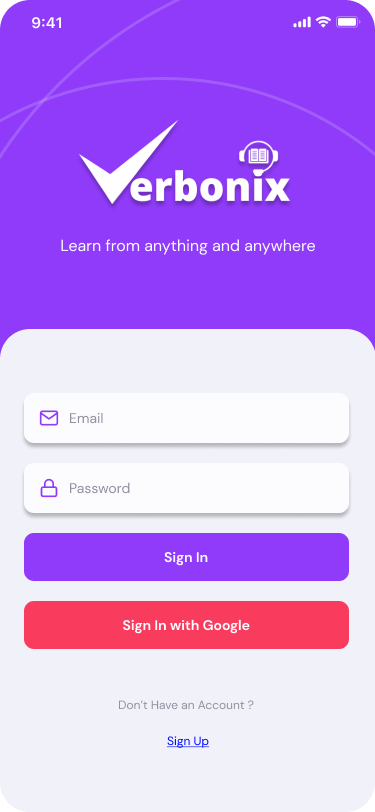 9:41
Verbonix
Learn from anything and anywhere
Email
Password
Sign In
Sign In with Google
Don't Have an Account ?
Sign Up